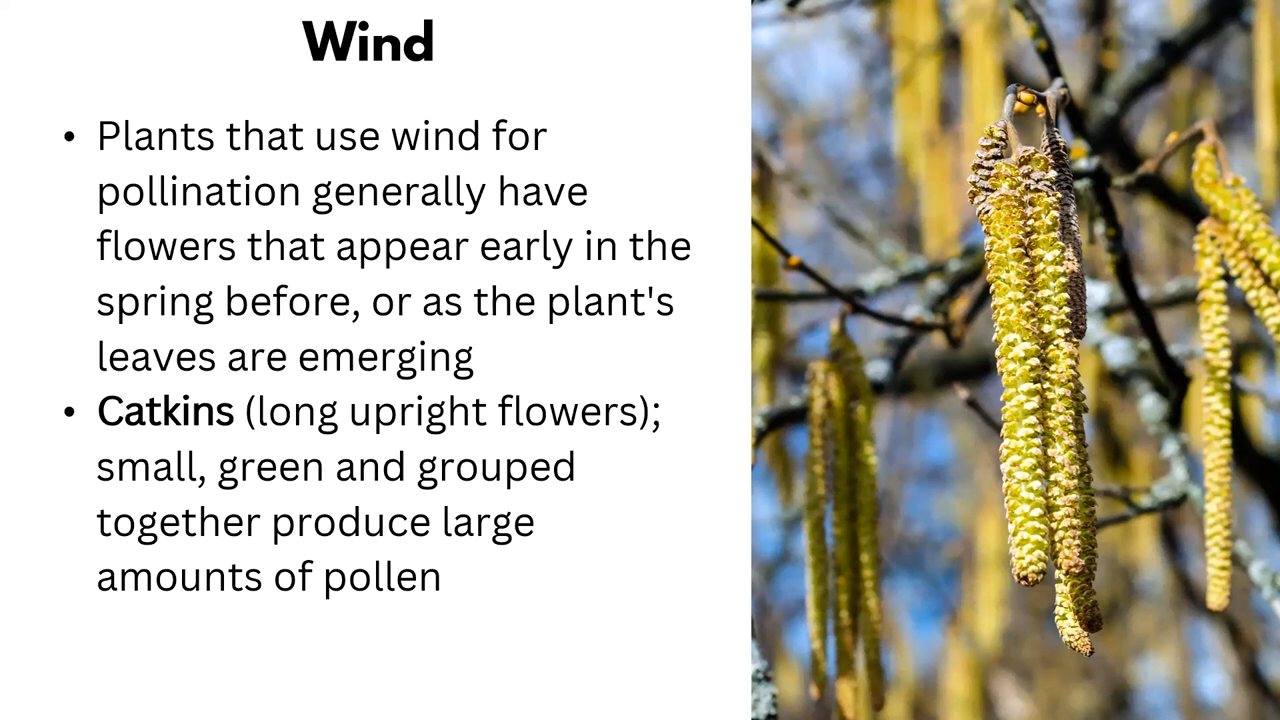 Wind
• Plants that use wind for
pollination generally have
flowers that appear early in the
spring before, or as the plant's
leaves are emerging
• Catkins (long upright flowers);
small, green and grouped
together produce large
amounts of pollen